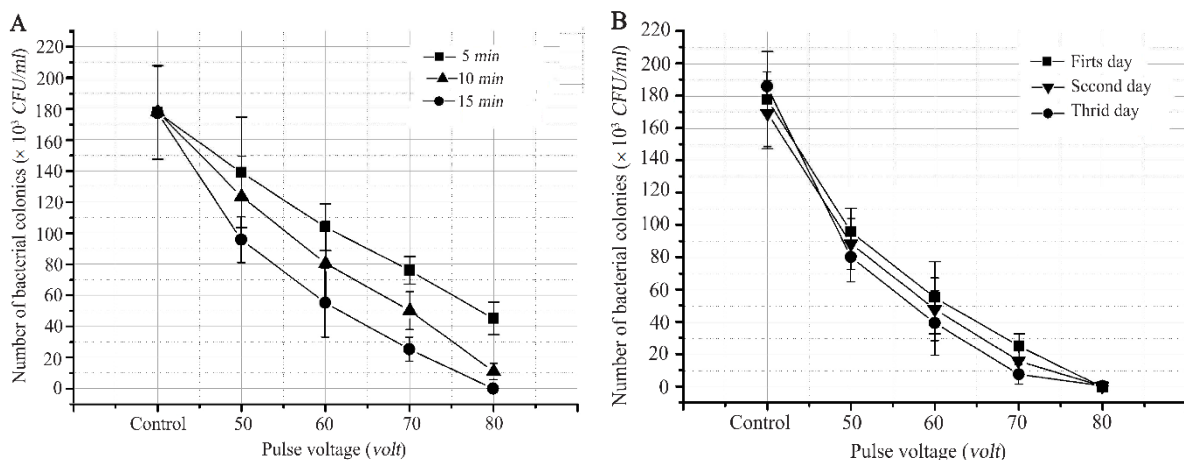 A
220
200
180
160
140
120
100
80
60
40
20
0
Number of bacterial colonics (× 10³ CFU/ml)
5 min
10 min
15 min
Control 50 60 70 80
Pulse voltage (volt)
B
220
200
180
160
140
120
100
80
60
40
20
0
Number of bacterial colonies (× 10³ CFU/ml)
Firts day
Sccond day
Thrid day
Control 50 60 70 80
Pulse voltage (volt)